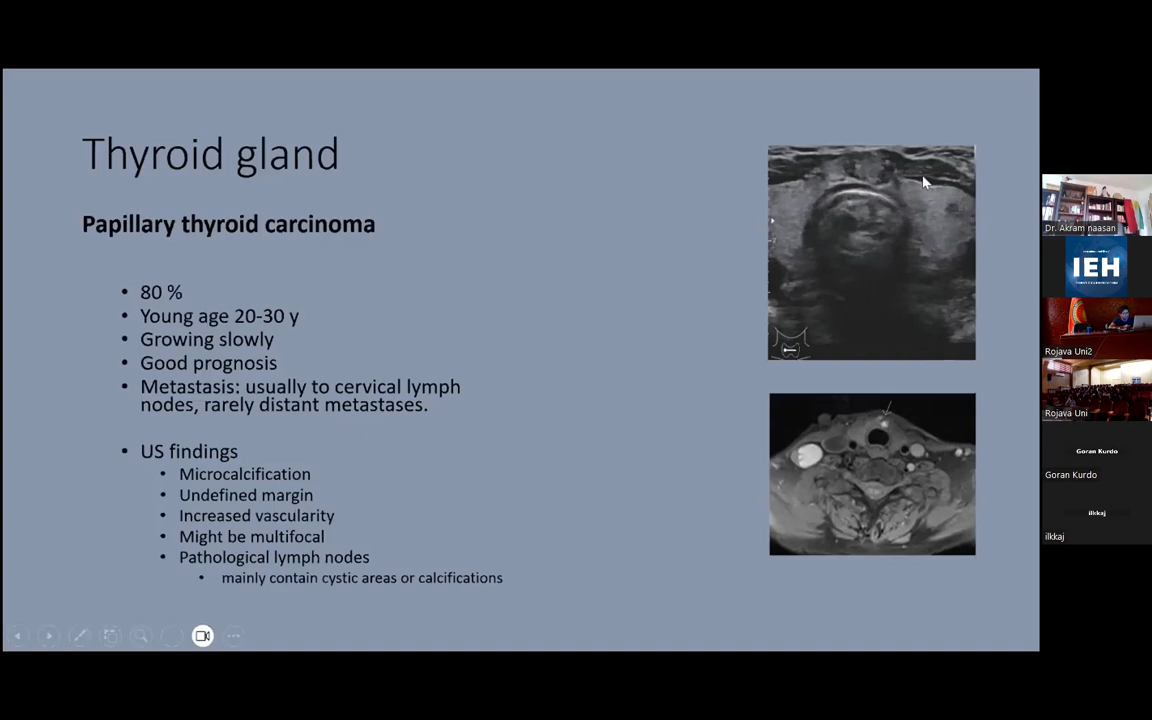 Thyroid gland
Papillary thyroid carcinoma
• 80 %
• Young age 20-30 y
• Growing slowly
• Good prognosis
• Metastasis: usually to cervical lymph
nodes, rarely distant metastases.
• US findings
• Microcalcification
• Undefined margin
• Increased vascularity
• Might be multifocal
• Pathological lymph nodes
• mainly contain cystic areas or calcifications
Dr. Akram naasan
IEH
Rojava Uni2
Rojava Uni
Goran Kurdo
Goran Kurdo
ilkkaj
ilkkaj